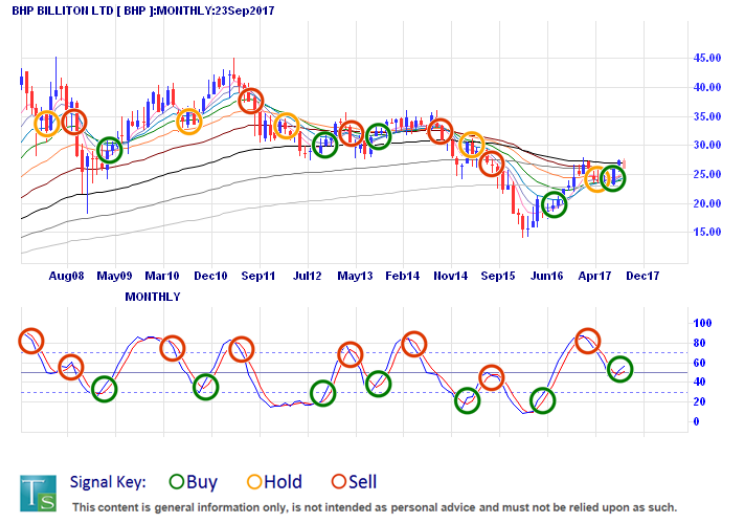 BHP BILLITON LTD [ BHP ]:MONTHLY:23Sep2017
45.00
40.00
35.00
30.00
25.00
20.00
15.00
Aug08 May09 Mar10 Dec10 Sep11 Jul12 May13 Feb14 Nov14 Sep15 Jun16 Apr17 Dec17
MONTHLY
100
80
60
40
20
0
TS
Signal Key: Buy Hold Sell
This content is general information only, is not intended as personal advice and must not be relied upon as such.